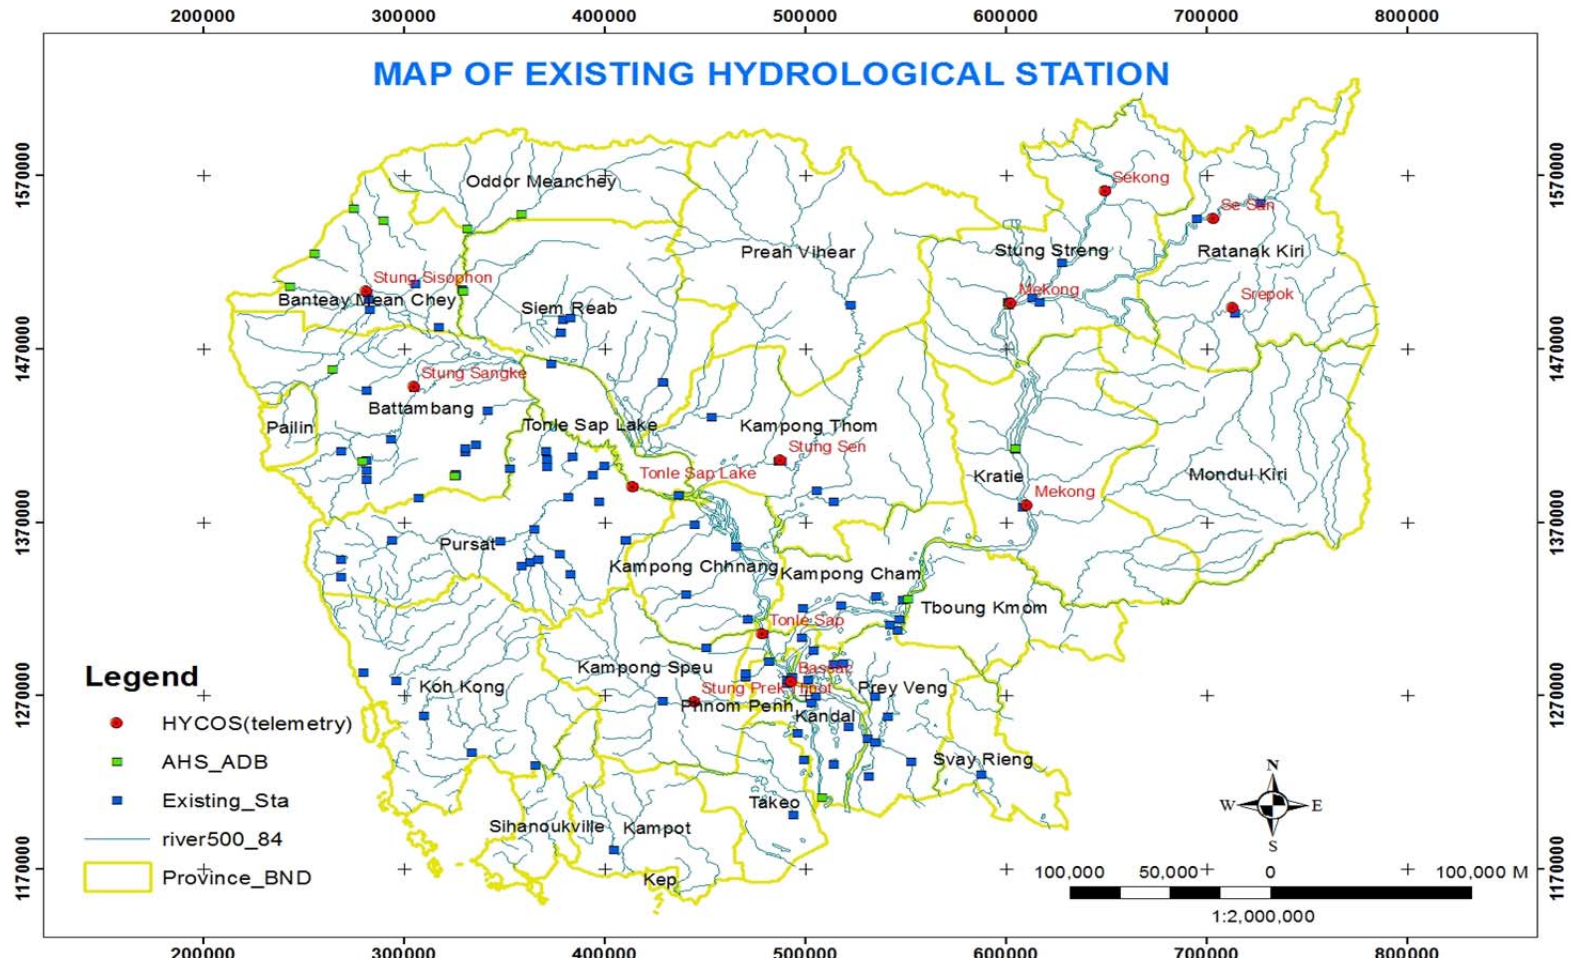 200000 300000 400000 500000 600000 700000 800000
MAP OF EXISTING HYDROLOGICAL STATION
1570000 1570000
Sekong
Oddor Meanchey
Se San
Preah Vihear
Stung Streng
Ratanak Kiri
Stung Sisophon
Mekong
Srepok
Banteay Mean Chey
Siem Reab
1470000 1470000
Stung Sangke
Battambang
Pailin
Tonle Sap Lake
Kampong Thom
Stung Sen
Tonle Sap Lake
Kratie
Mondul Kiri
Mekong
1370000 1370000
Pursat
Kampong Chhnang
Kampong Cham
Tboung Kmom
Tonle Sap
Kampong Speu
Bassac
Koh Kong
Stung Prek Thnot
Prey Veng
1270000 1270000
Phnom Penh
Kandal
Svay Rieng
Takeo
Sihanoukville
Kampot
Kep
1170000 1170000
Legend
HYCOS(telemetry)
AHS_ADB
Existing_Sta
river500_84
Province_BND
N
W E
S
100,000 50,000 0 100,000 M
1:2,000,000
200000 300000 400000 500000 600000 700000 800000